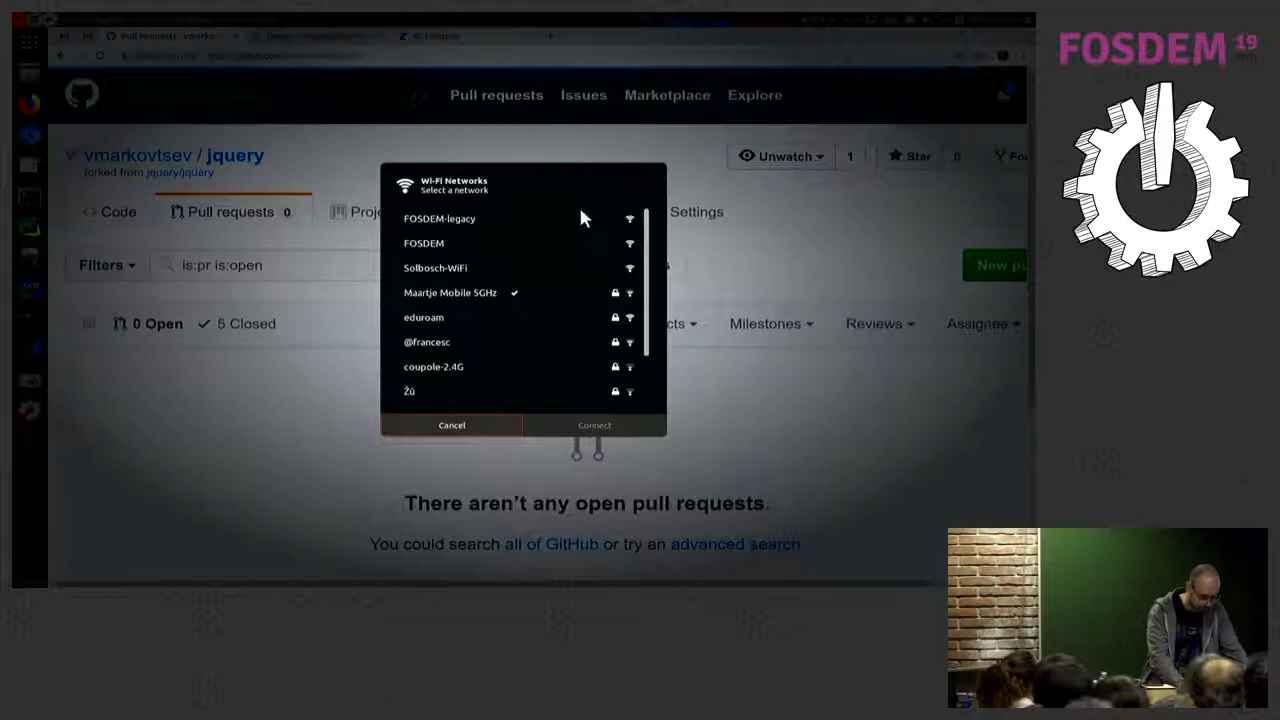 FOSDEM 19
Pull requests Issues Marketplace Explore
vmarkovtsev / jquery
forked from jquery/jquery
Unwatch 1 Star 0
Code Pull requests 0 Settings
Filters is:pr is:open
0 Open 5 Closed Milestones Reviews Assignee
Wi-Fi Networks
Select a network
FOSDEM-legacy
FOSDEM
Solbosch-WiFi
Maartje Mobile 5GHz
eduroam
@francesc
coupole-2.4G
Žů
Cancel Connect
There aren't any open pull requests.
You could search all of GitHub or try an advanced search